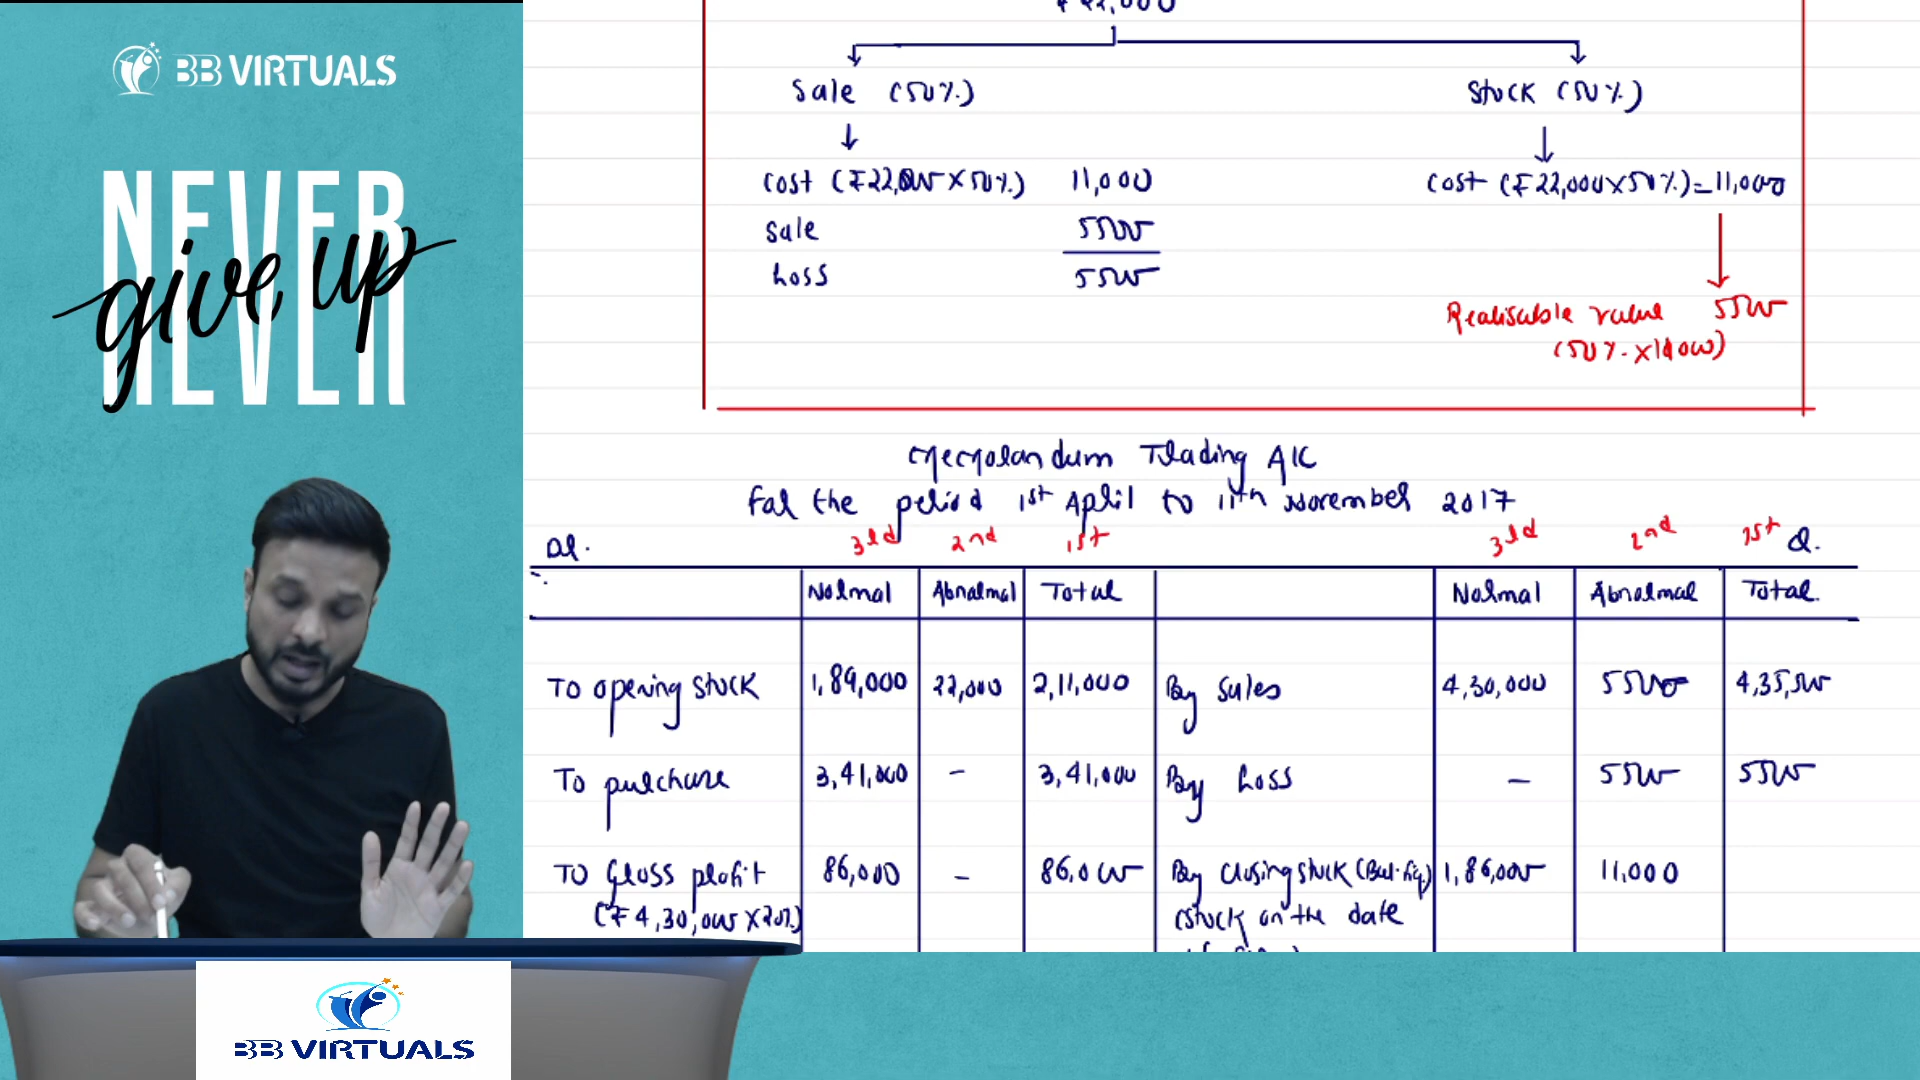 BB VIRTUALS
NEVER
give up
NEVER
Sale (50%)
Stock (50%)
Cost (₹22,000 X 50%) 11,000
Cost (₹22,000 X 50%) = 11,000
Sale 5500
Loss 5500
Realisable value 5500
(50% X 11000)
Memorandum Trading A/C
For the period 1st April to 11th November 2017
Dr. 3rd 2nd 1st 3rd 2nd 1st Cr.
Normal Abnormal Total Normal Abnormal Total
To opening stock 1,89,000 22,000 2,11,000 By Sales 4,30,000 5500 4,35,500
To purchase 3,41,000 - 3,41,000 By Loss - 5500 5500
To Gross profit 86,000 - 86,000 By closing stock (Bal. fig.) 1,86,000 11,000
(₹4,30,000 X 20%) (Stock on the date
BB VIRTUALS